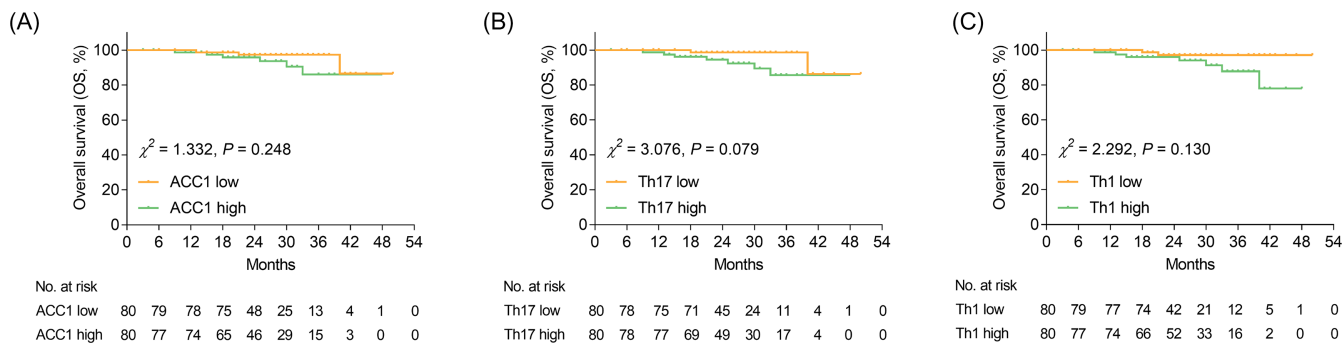 (A)
Overall survival (OS, %)
100
80
60
40
20
0
χ² = 1.332, P = 0.248
ACC1 low
ACC1 high
0 6 12 18 24 30 36 42 48 54
Months
No. at risk
ACC1 low 80 79 78 75 48 25 13 4 1 0
ACC1 high 80 77 74 65 46 29 15 3 0 0
(B)
Overall survival (OS, %)
100
80
60
40
20
0
χ² = 3.076, P = 0.079
Th17 low
Th17 high
0 6 12 18 24 30 36 42 48 54
Months
No. at risk
Th17 low 80 78 75 71 45 24 11 4 1 0
Th17 high 80 78 77 69 49 30 17 4 0 0
(C)
Overall survival (OS, %)
100
80
60
40
20
0
χ² = 2.292, P = 0.130
Th1 low
Th1 high
0 6 12 18 24 30 36 42 48 54
Months
No. at risk
Th1 low 80 79 77 74 42 21 12 5 1 0
Th1 high 80 77 74 66 52 33 16 2 0 0